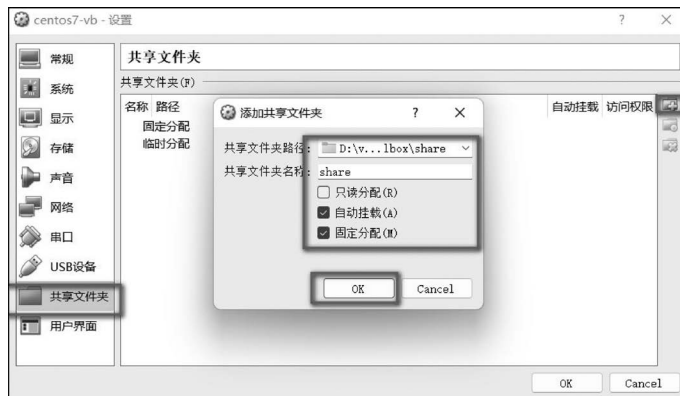 centos7-vb - 设置
?
×
常规
系统
显示
存储
声音
网络
串口
USB设备
共享文件夹
用户界面
共享文件夹
共享文件夹(F)
名称 路径 自动挂载 访问权限
固定分配
临时分配
添加共享文件夹 ? ×
共享文件夹路径: D:\v...lbox\share
共享文件夹名称: share
只读分配(R)
自动挂载(A)
固定分配(M)
OK Cancel
OK Cancel